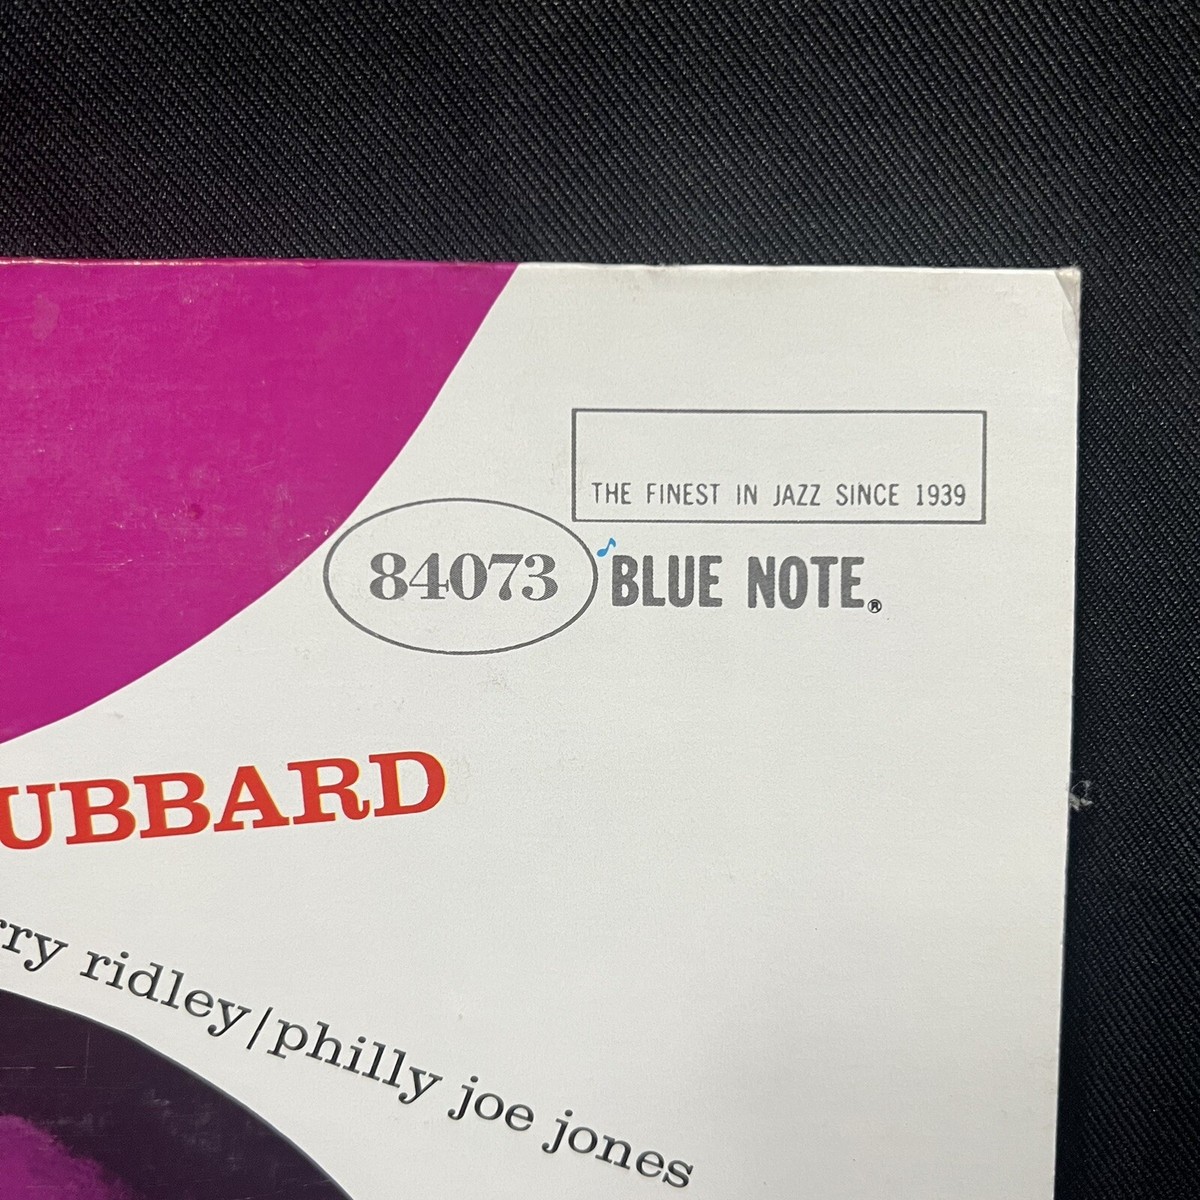 THE FINEST IN JAZZ SINCE 1939
84073 BLUE NOTE®
UBBARD
rry ridley/philly joe jones